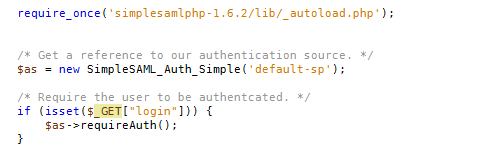 require_once('simplesamlphp-1.6.2/lib/_autoload.php');
/* Get a reference to our authentication source. */
$as = new SimpleSAML_Auth_Simple('default-sp');
/* Require the user to be authentcated. */
if (isset($_GET["login"])) {
$as->requireAuth();
}